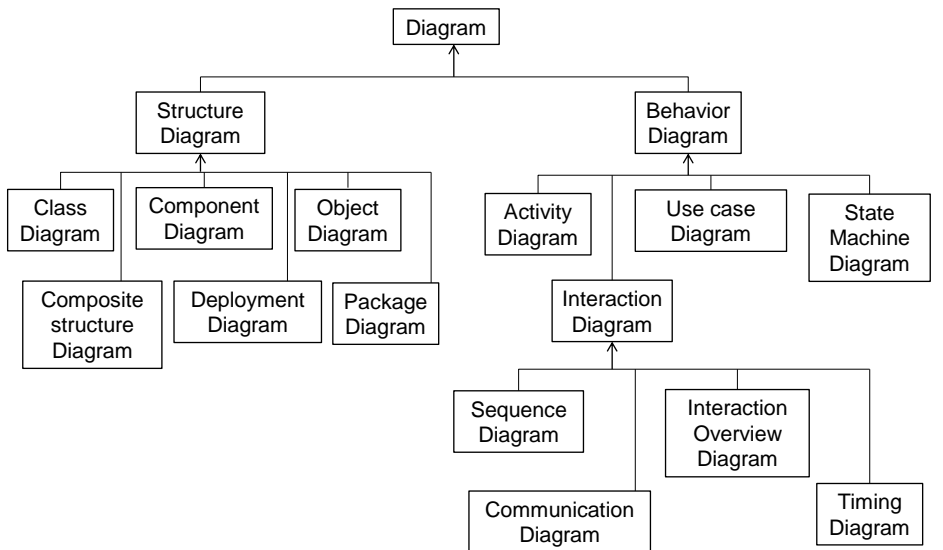 Diagram
Structure
Diagram
Behavior
Diagram
Class
Diagram
Component
Diagram
Object
Diagram
Activity
Diagram
Use case
Diagram
State
Machine
Diagram
Composite
structure
Diagram
Deployment
Diagram
Package
Diagram
Interaction
Diagram
Sequence
Diagram
Interaction
Overview
Diagram
Communication
Diagram
Timing
Diagram